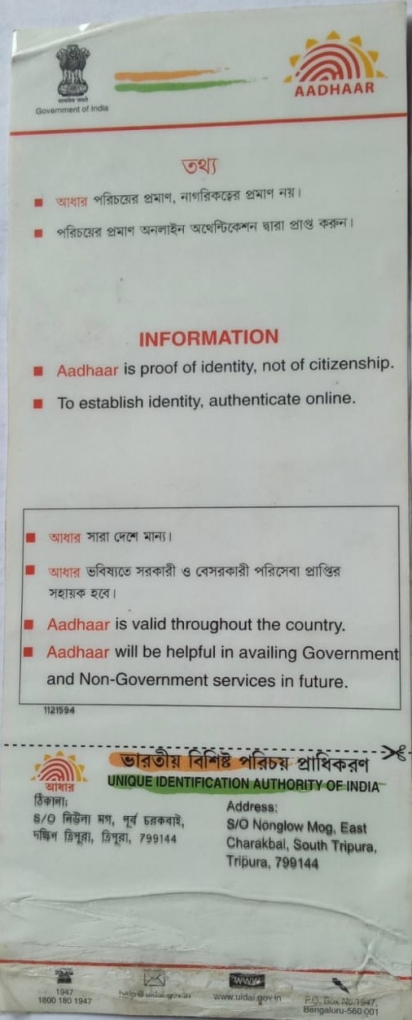 सत्यमेव जयते
Government of India
AADHAAR
তথ্য
আধার পরিচয়ের প্রমাণ, নাগরিকত্বের প্রমাণ নয়।
পরিচয়ের প্রমাণ অনলাইন অথেন্টিকেশন দ্বারা প্রাপ্ত করুন।
INFORMATION
Aadhaar is proof of identity, not of citizenship.
To establish identity, authenticate online.
আধার সারা দেশে মান্য।
আধার ভবিষ্যতে সরকারী ও বেসরকারী পরিসেবা প্রাপ্তির
সহায়ক হবে।
Aadhaar is valid throughout the country.
Aadhaar will be helpful in availing Government
and Non-Government services in future.
1121594
আধার
ভারতীয় বিশিষ্ট পরিচয় প্রাধিকরণ
UNIQUE IDENTIFICATION AUTHORITY OF INDIA
ঠিকানা:
S/O নিউলা মগ, পূর্ব চরকবাই,
দক্ষিন ত্রিপুরা, ত্রিপুরা, 799144
Address:
S/O Nonglow Mog, East
Charakbal, South Tripura,
Tripura, 799144
1947
1800 180 1947
help@uidai.gov.in
WWW
www.uidai.gov.in
P.O. Box No.1947,
Bengaluru-560 001